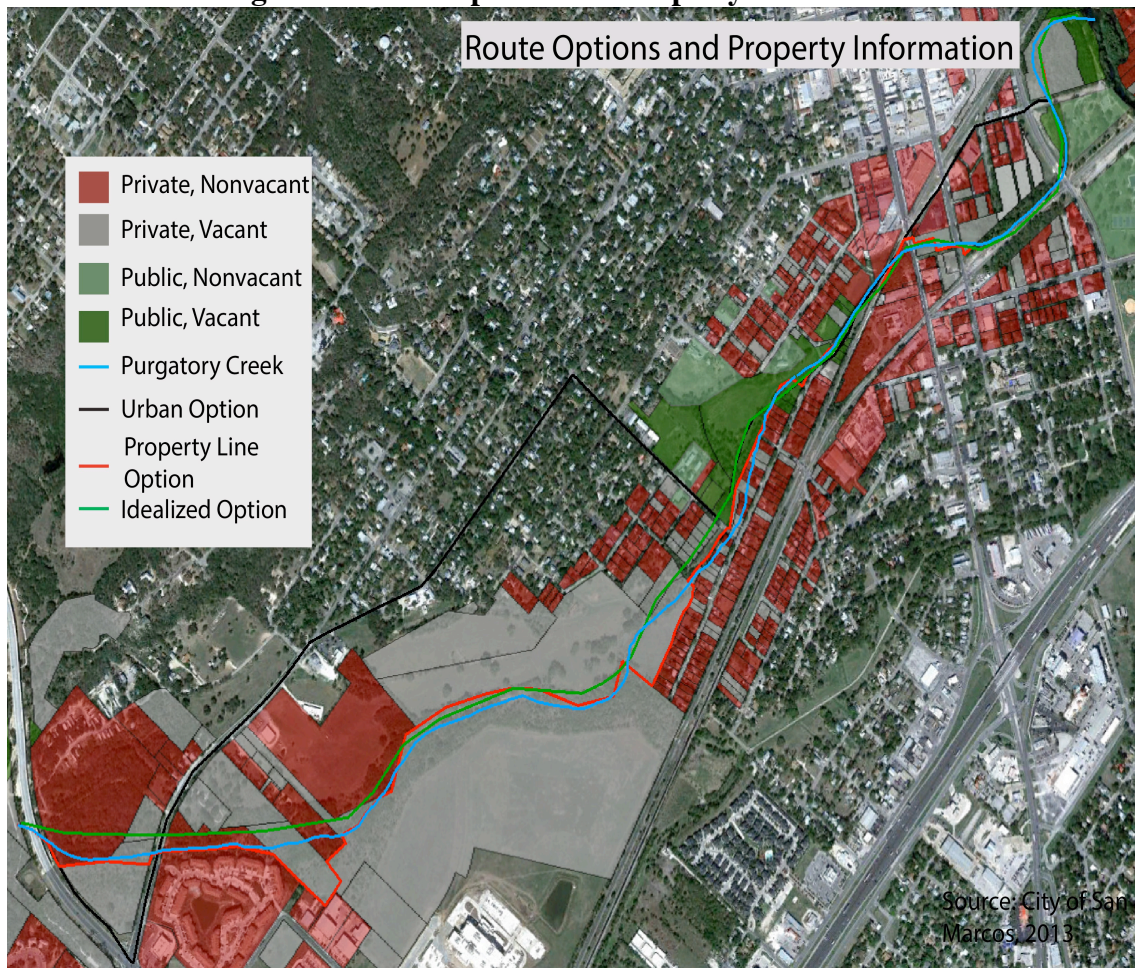 Route Options and Property Information
Private, Nonvacant
Private, Vacant
Public, Nonvacant
Public, Vacant
Purgatory Creek
Urban Option
Property Line
Option
Idealized Option
Source: City of San
Marcos, 2013